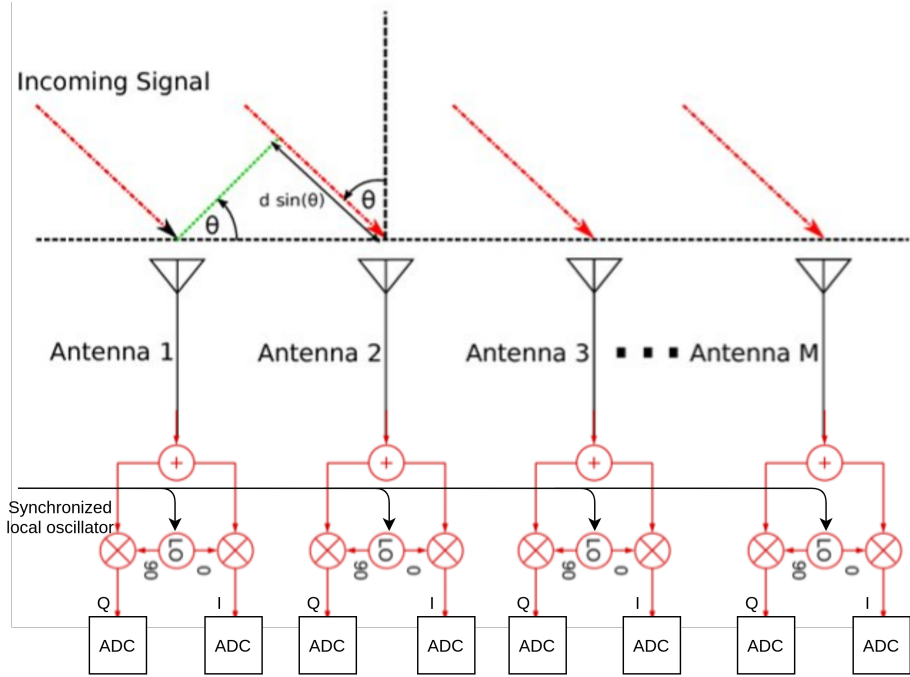 Incoming Signal
d sin(θ)
θ
θ
Antenna 1
Antenna 2
Antenna 3
Antenna M
+
+
+
+
Synchronized
local oscillator
LO
LO
LO
LO
90
0
90
0
90
0
90
0
Q
I
Q
I
Q
I
Q
I
ADC
ADC
ADC
ADC
ADC
ADC
ADC
ADC